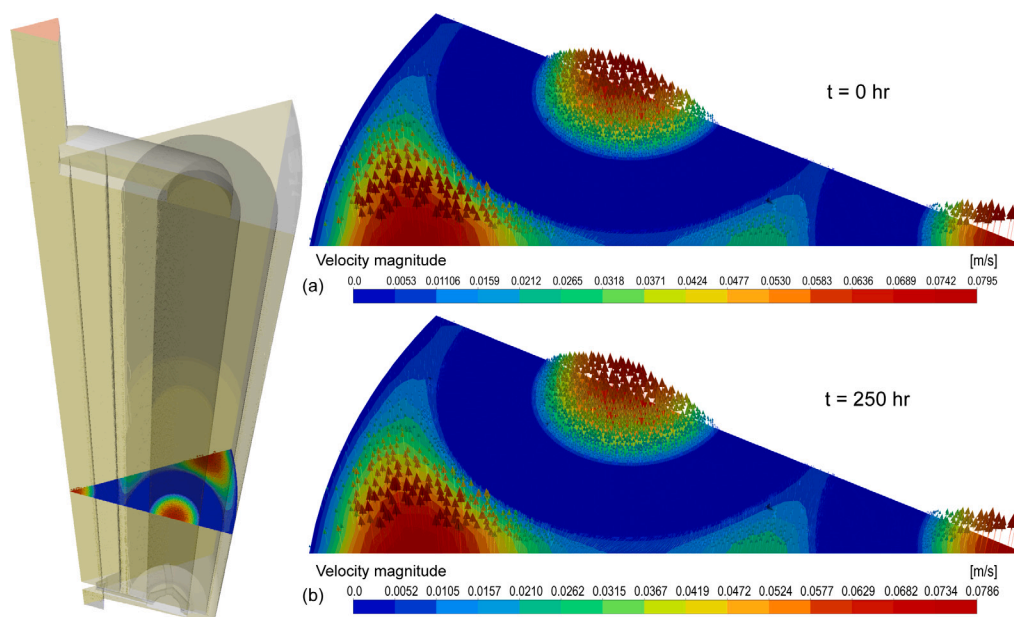 t = 0 hr
Velocity magnitude [m/s]
(a) 0.0 0.0053 0.01106 0.0159 0.0212 0.0265 0.0318 0.0371 0.0424 0.0477 0.0530 0.0583 0.0636 0.0689 0.0742 0.0795
t = 250 hr
Velocity magnitude [m/s]
(b) 0.0 0.0052 0.0105 0.0157 0.0210 0.0262 0.0315 0.0367 0.0419 0.0472 0.0524 0.0577 0.0629 0.0682 0.0734 0.0786